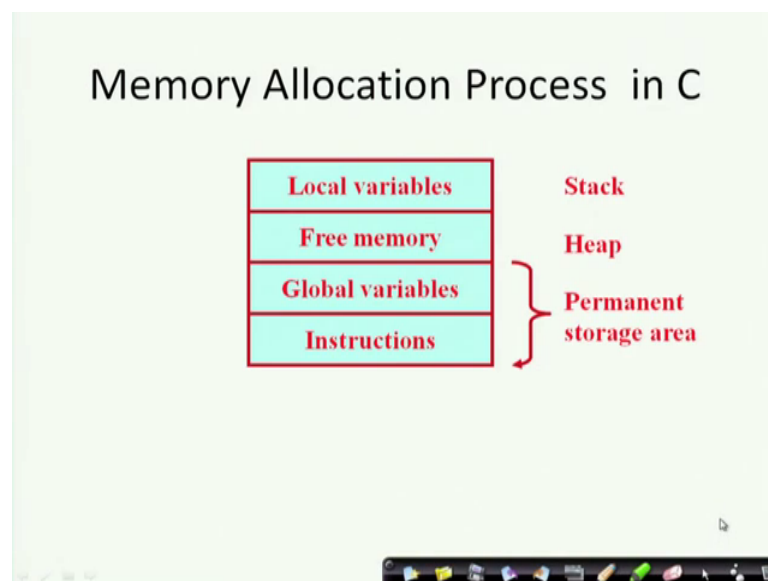 Memory Allocation Process in C
Local variables
Stack
Free memory
Heap
Global variables
Instructions
Permanent
storage area